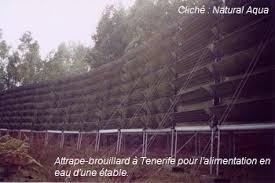 Cliché : Natural Aqua
Attrape-brouillard à Tenerife pour l'alimentation en
eau d'une étable.